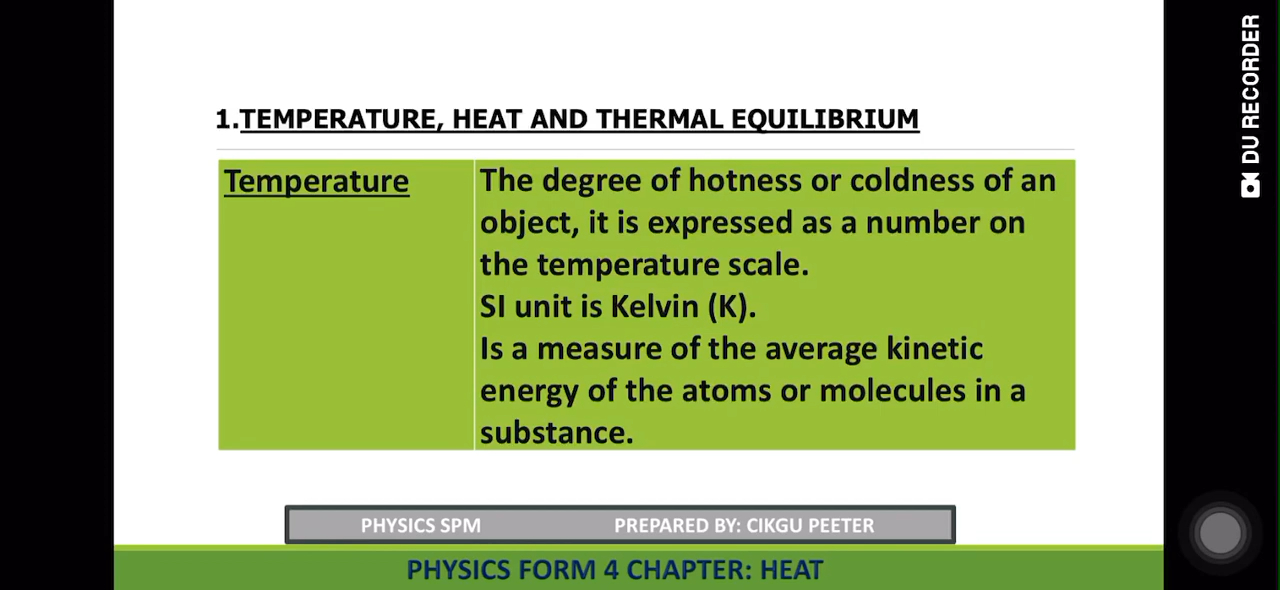 1.TEMPERATURE, HEAT AND THERMAL EQUILIBRIUM
Temperature
The degree of hotness or coldness of an
object, it is expressed as a number on
the temperature scale.
SI unit is Kelvin (K).
Is a measure of the average kinetic
energy of the atoms or molecules in a
substance.
PHYSICS SPM PREPARED BY: CIKGU PEETER
PHYSICS FORM 4 CHAPTER: HEAT
DU RECORDER